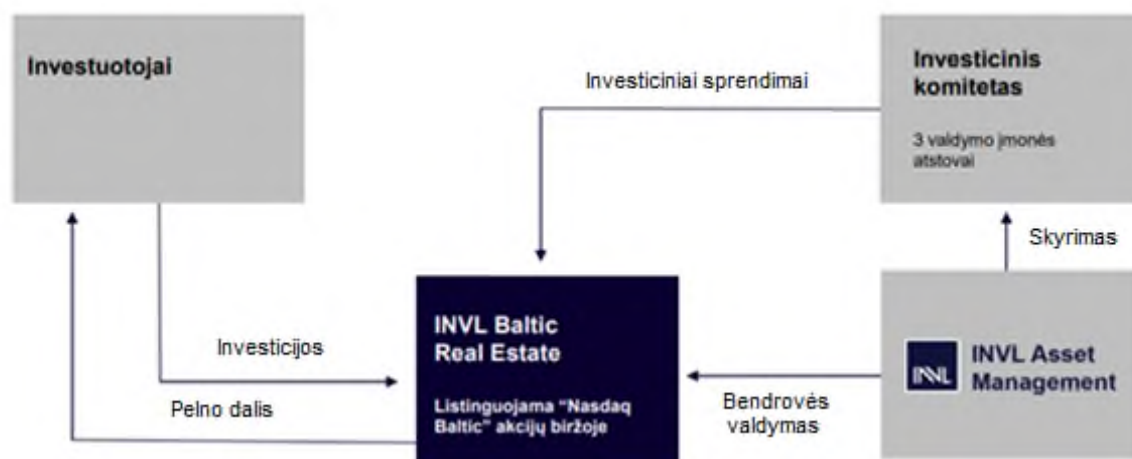 Investuotojai
Investiciniai sprendimai
Investicinis
komitetas
3 valdymo įmonės
atstovai
Skyrimas
INVL Baltic
Real Estate
Listinguojama “Nasdaq
Baltic” akcijų biržoje
Investicijos
Pelno dalis
Bendrovės
valdymas
INVL
INVL Asset
Management